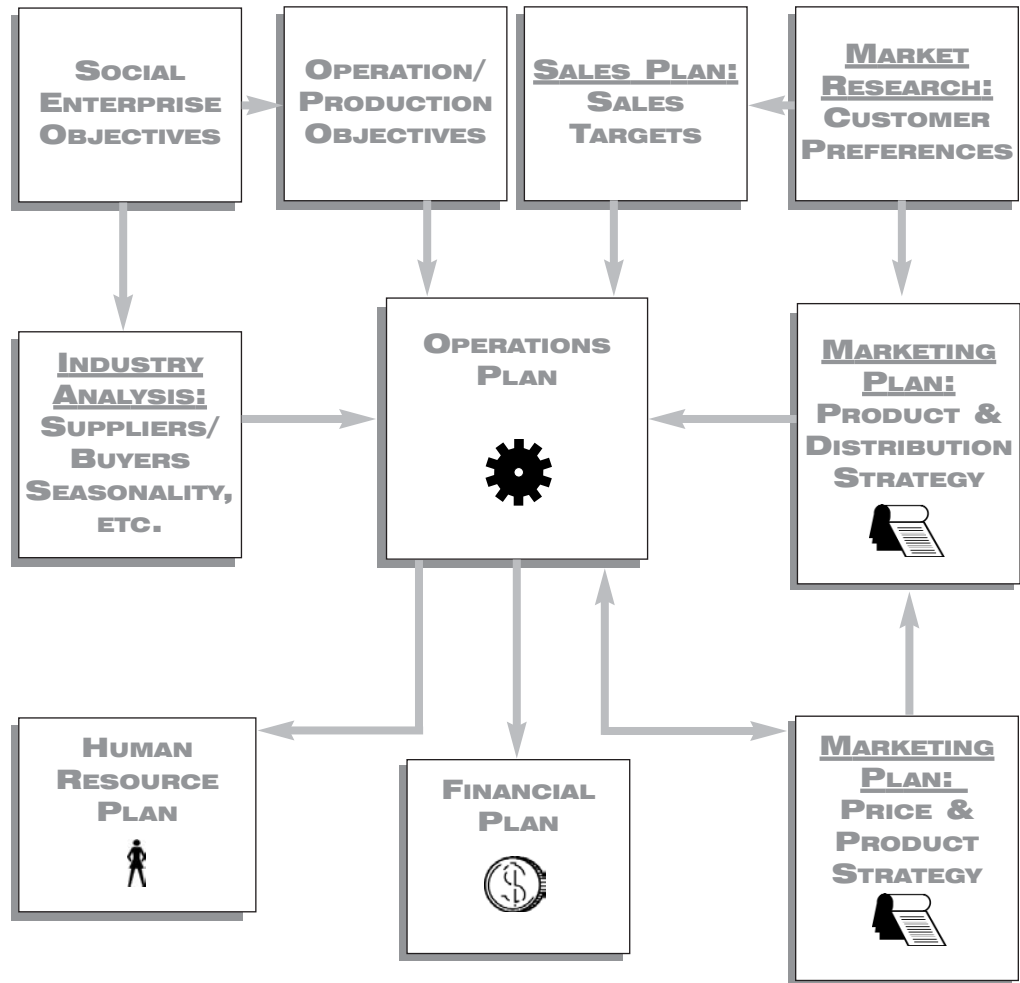 SOCIAL
ENTERPRISE
OBJECTIVES
OPERATION/
PRODUCTION
OBJECTIVES
SALES PLAN:
SALES
TARGETS
MARKET
RESEARCH:
CUSTOMER
PREFERENCES
INDUSTRY
ANALYSIS:
SUPPLIERS/
BUYERS
SEASONALITY,
ETC.
OPERATIONS
PLAN
MARKETING
PLAN:
PRODUCT &
DISTRIBUTION
STRATEGY
HUMAN
RESOURCE
PLAN
FINANCIAL
PLAN
$
MARKETING
PLAN:
PRICE &
PRODUCT
STRATEGY